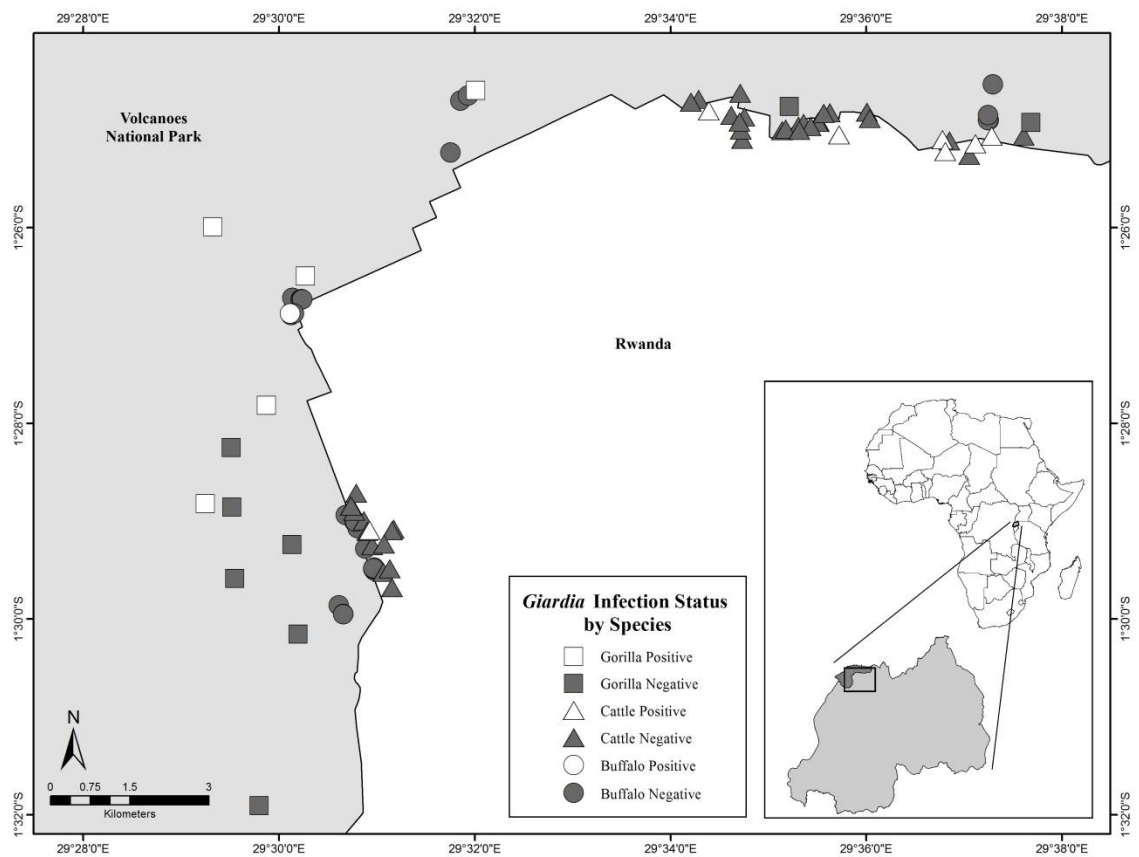 29°28'0"E 29°30'0"E 29°32'0"E 29°34'0"E 29°36'0"E 29°38'0"E
Volcanoes
National Park
1°26'0"S 1°26'0"S
Rwanda
1°28'0"S 1°28'0"S
1°30'0"S 1°30'0"S
Giardia Infection Status
by Species
Gorilla Positive
Gorilla Negative
Cattle Positive
Cattle Negative
Buffalo Positive
Buffalo Negative
N
0 0.75 1.5 3
Kilometers
1°32'0"S 1°32'0"S
29°28'0"E 29°30'0"E 29°32'0"E 29°34'0"E 29°36'0"E 29°38'0"E